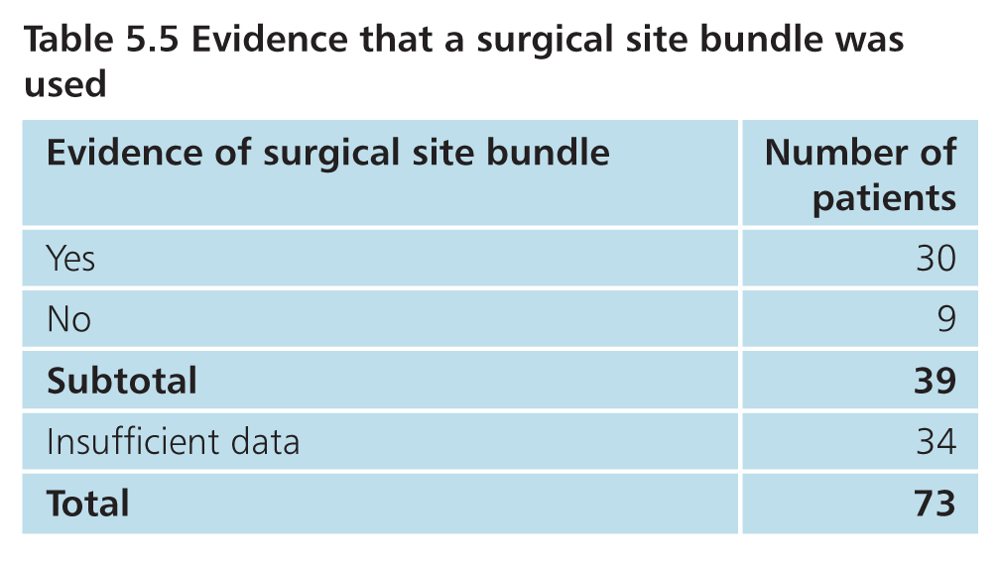 Table 5.5 Evidence that a surgical site bundle was
used
Evidence of surgical site bundle
Number of
patients
Yes 30
No 9
Subtotal 39
Insufficient data 34
Total 73